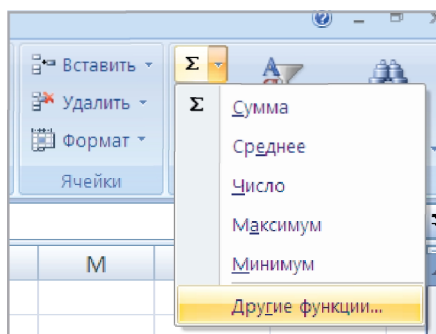 Вставить
Удалить
Формат
Ячейки
Σ
Σ Сумма
Среднее
Число
Максимум
Минимум
Другие функции...
M